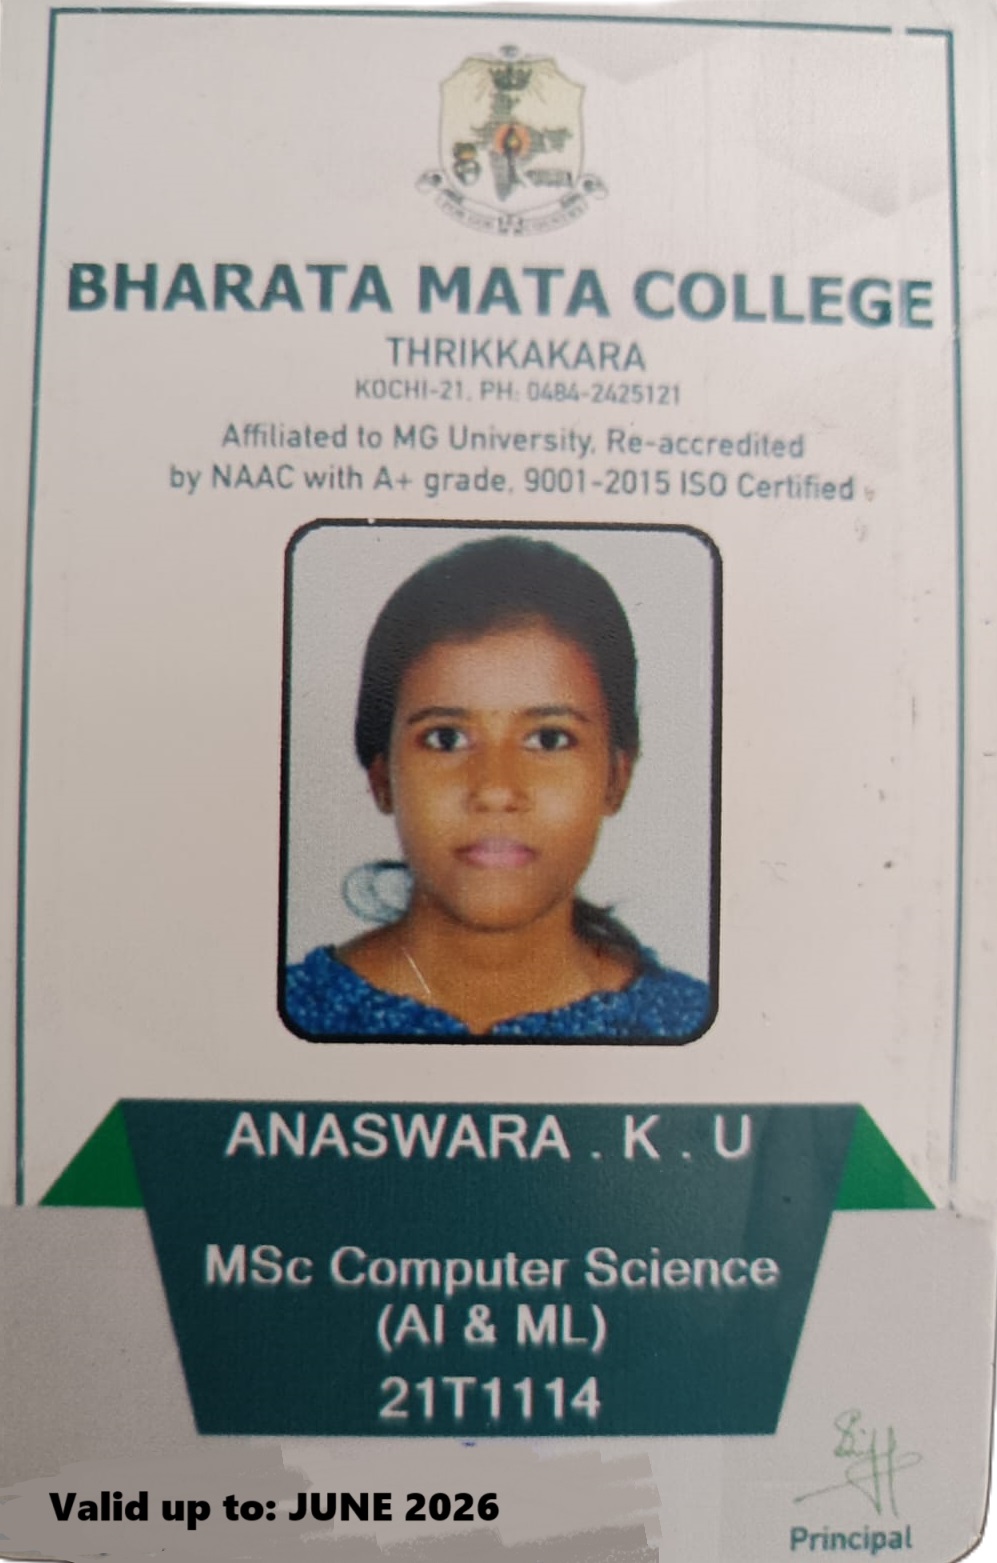 BHARATA MATA COLLEGE
THRIKKAKARA
KOCHI-21, PH: 0484-2425121
Affiliated to MG University, Re-accredited
by NAAC with A+ grade, 9001-2015 ISO Certified
ANASWARA . K . U
MSc Computer Science
(AI & ML)
21T1114
Valid up to: JUNE 2026
Principal